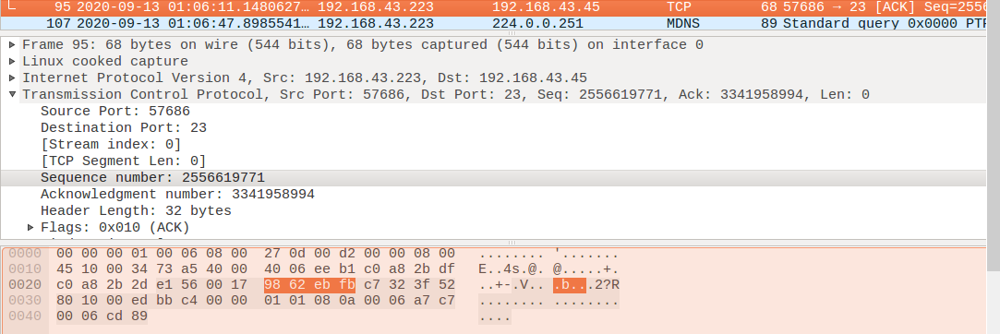 95 2020-09-13 01:06:11.1480627… 192.168.43.223 192.168.43.45 TCP 68 57686 → 23 [ACK] Seq=2556
107 2020-09-13 01:06:47.8985541… 192.168.43.223 224.0.0.251 MDNS 89 Standard query 0x0000 PTR
Frame 95: 68 bytes on wire (544 bits), 68 bytes captured (544 bits) on interface 0
Linux cooked capture
Internet Protocol Version 4, Src: 192.168.43.223, Dst: 192.168.43.45
Transmission Control Protocol, Src Port: 57686, Dst Port: 23, Seq: 2556619771, Ack: 3341958994, Len: 0
Source Port: 57686
Destination Port: 23
[Stream index: 0]
[TCP Segment Len: 0]
Sequence number: 2556619771
Acknowledgment number: 3341958994
Header Length: 32 bytes
Flags: 0x010 (ACK)
0000 00 00 00 01 00 06 08 00 27 0d 00 d2 00 00 08 00 ........ '.......
0010 45 10 00 34 73 a5 40 00 40 06 ee b1 c0 a8 2b df E..4s.@. @.....+.
0020 c0 a8 2b 2d e1 56 00 17 98 62 eb fb c7 32 3f 52 ..+-.V.. .b...2?R
0030 80 10 00 ed bb c4 00 00 01 01 08 0a 00 06 a7 c7 ........ ........
0040 00 06 cd 89 ....